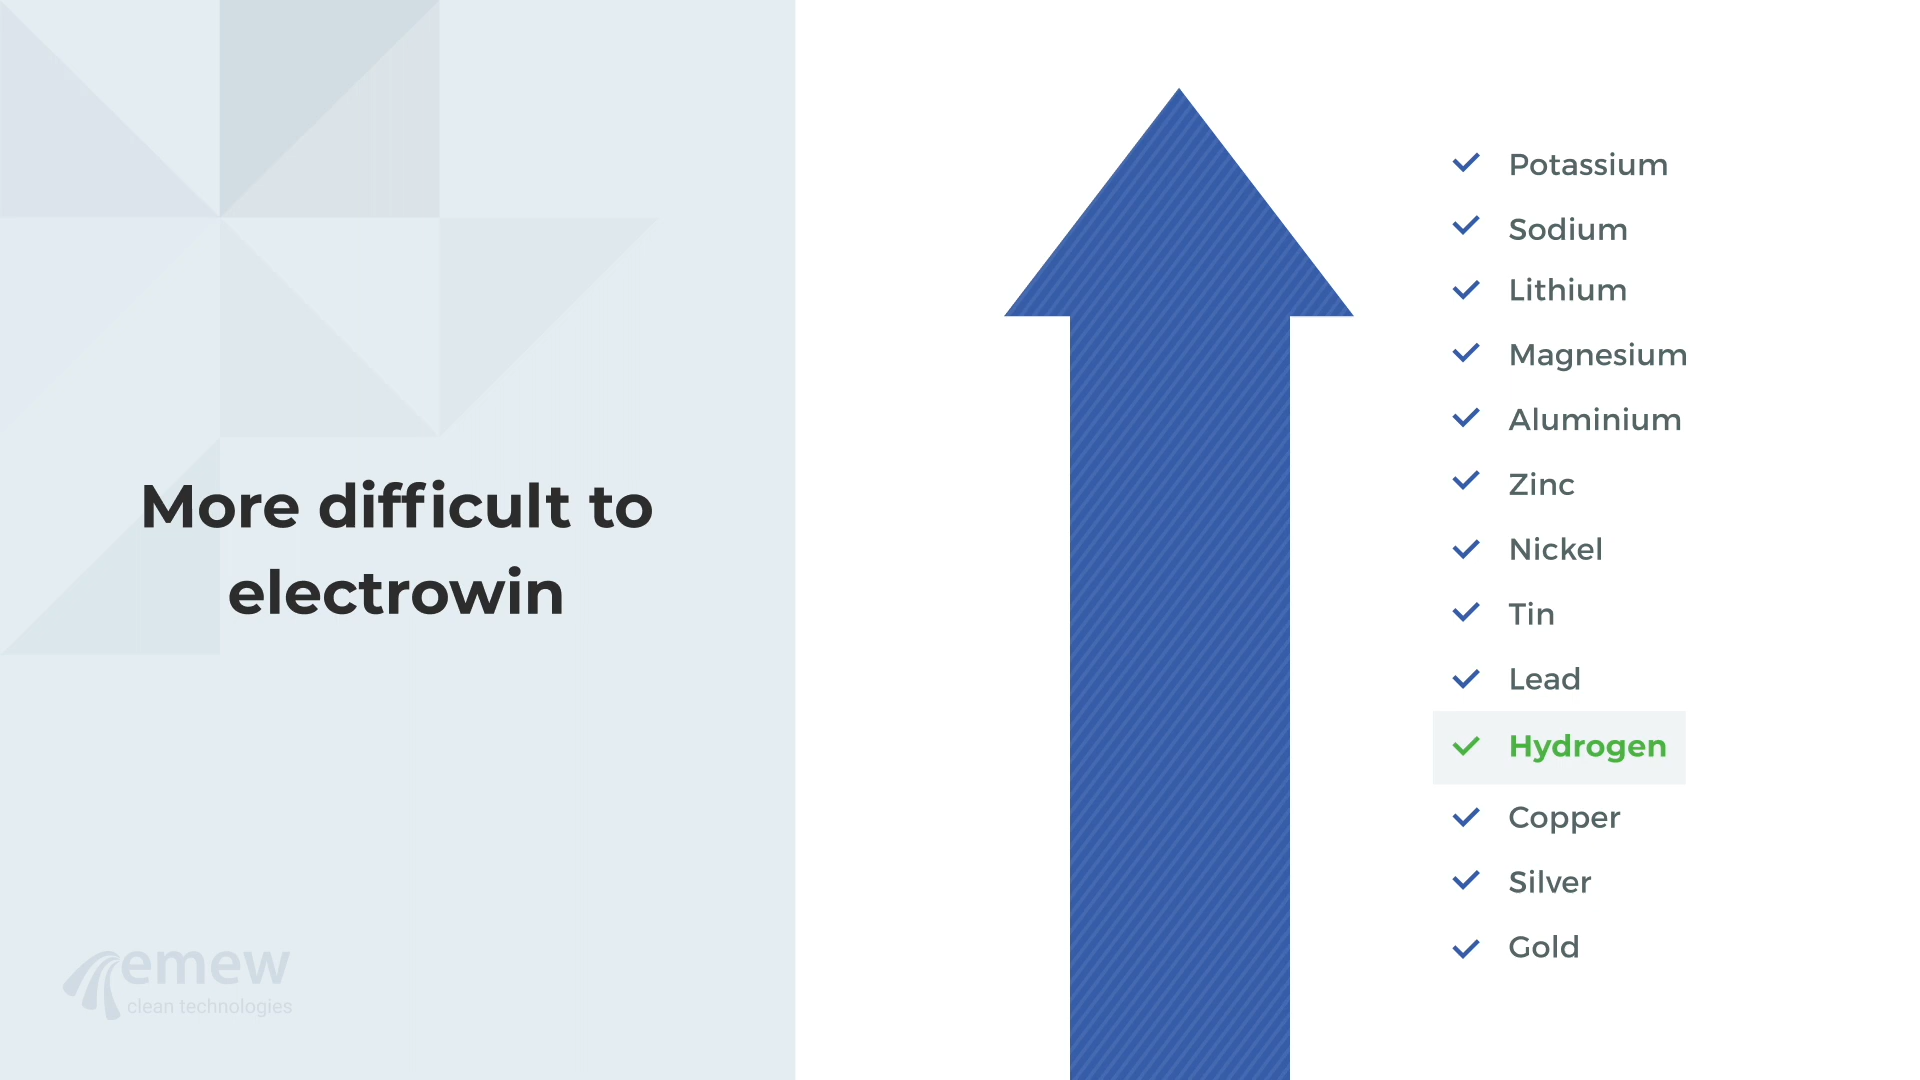 More difficult to
electrowin
Potassium
Sodium
Lithium
Magnesium
Aluminium
Zinc
Nickel
Tin
Lead
Hydrogen
Copper
Silver
Gold
emew
clean technologies